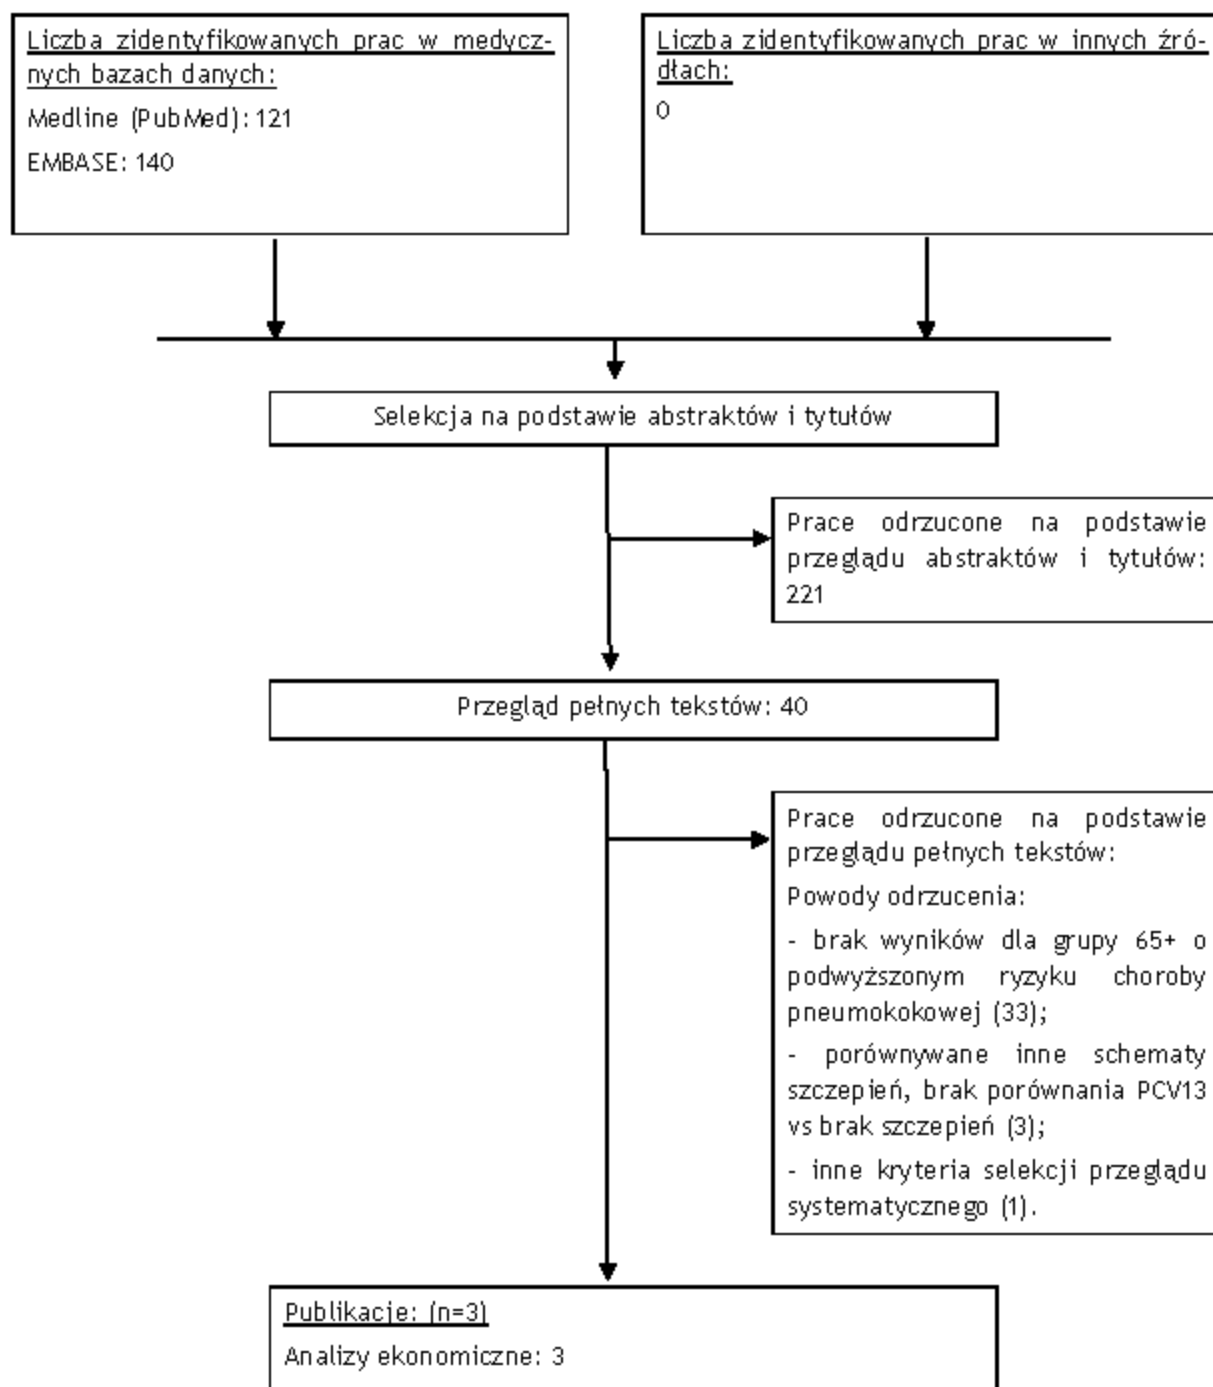 Liczba zidentyfikowanych prac w medycz-
nych bazach danych:
Medline (PubMed): 121
EMBASE: 140
Liczba zidentyfikowanych prac w innych źró-
dłach:
0
Selekcja na podstawie abstraktów i tytułów
Prace odrzucone na podstawie
przeglądu abstraktów i tytułów:
221
Przegląd pełnych tekstów: 40
Prace odrzucone na podstawie
przeglądu pełnych tekstów:
Powody odrzucenia:
- brak wyników dla grupy 65+ o
podwyższonym ryzyku choroby
pneumokokowej (33);
- porównywane inne schematy
szczepień, brak porównania PCV13
vs brak szczepień (3);
- inne kryteria selekcji przeglądu
systematycznego (1).
Publikacje: (n=3)
Analizy ekonomiczne: 3